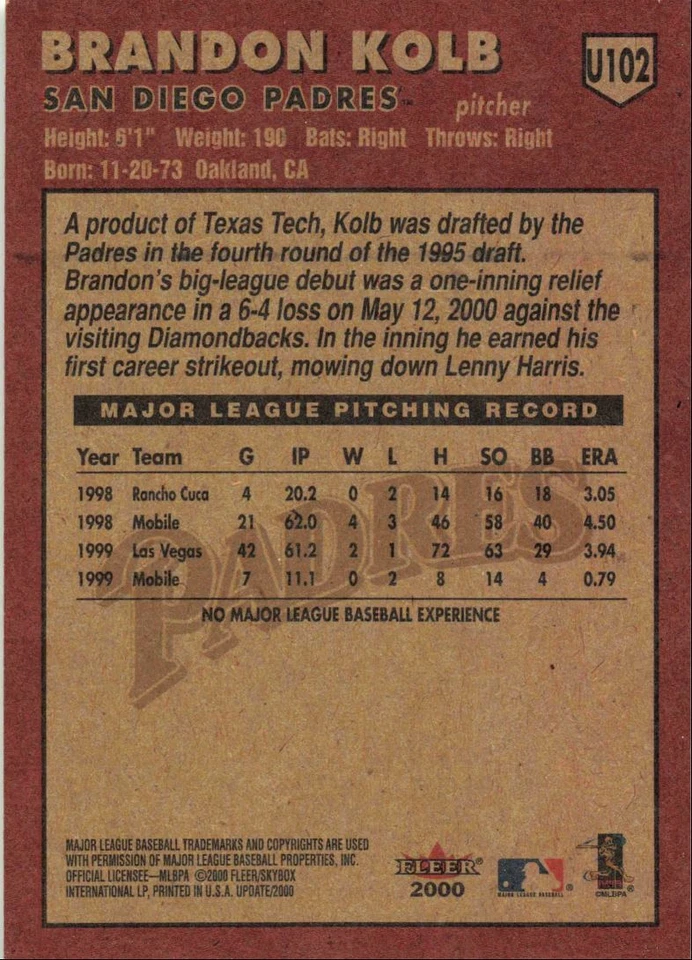 BRANDON KOLB
U102
SAN DIEGO PADRES™ pitcher
Height: 6'1" Weight: 190 Bats: Right Throws: Right
Born: 11-20-73 Oakland, CA
A product of Texas Tech, Kolb was drafted by the
Padres in the fourth round of the 1995 draft.
Brandon's big-league debut was a one-inning relief
appearance in a 6-4 loss on May 12, 2000 against the
visiting Diamondbacks. In the inning he earned his
first career strikeout, mowing down Lenny Harris.
MAJOR LEAGUE PITCHING RECORD
Year Team G IP W L H SO BB ERA
1998 Rancho Cuca 4 20.2 0 2 14 16 18 3.05
1998 Mobile 21 62.0 4 3 46 58 40 4.50
1999 Las Vegas 42 61.2 2 1 72 63 29 3.94
1999 Mobile 7 11.1 0 2 8 14 4 0.79
PADRES
NO MAJOR LEAGUE BASEBALL EXPERIENCE
MAJOR LEAGUE BASEBALL TRADEMARKS AND COPYRIGHTS ARE USED
WITH PERMISSION OF MAJOR LEAGUE BASEBALL PROPERTIES, INC.
OFFICIAL LICENSEE—MLBPA ©2000 FLEER/SKYBOX
INTERNATIONAL LP, PRINTED IN U.S.A. UPDATE/2000
FLEER®
2000
MAJOR LEAGUE BASEBALL
©MLBPA